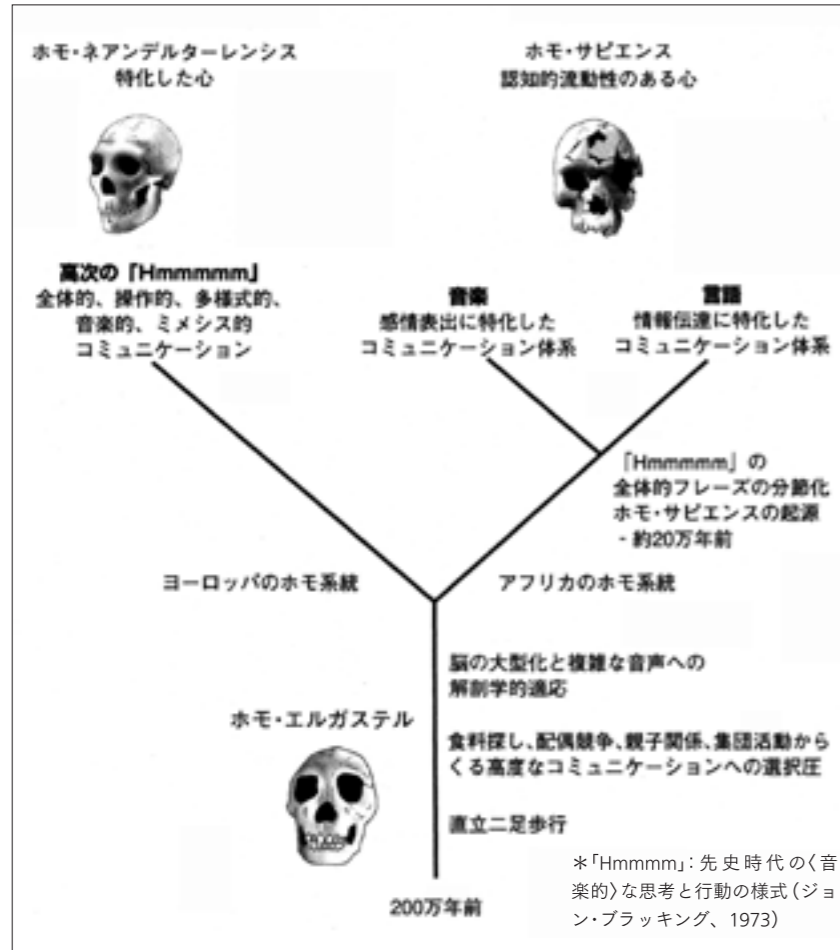 ホモ・ネアンデルターレンシス
特化した心
ホモ・サピエンス
認知的流動性のある心
高次の「Hmmmmm」
全体的、操作的、多様式的、
音楽的、ミメシス的
コミュニケーション
音楽
感情表出に特化した
コミュニケーション体系
言語
情報伝達に特化した
コミュニケーション体系
「Hmmmmm」の
全体的フレーズの分節化
ホモ・サピエンスの起源
- 約20万年前
ヨーロッパのホモ系統
アフリカのホモ系統
脳の大型化と複雑な音声への
解剖学的適応
ホモ・エルガステル
食料探し、配偶競争、親子関係、集団活動から
くる高度なコミュニケーションへの選択圧
直立二足歩行
200万年前
＊「Hmmmm」：先史時代の〈音
楽的〉な思考と行動の様式（ジョ
ン・ブラッキング、1973）